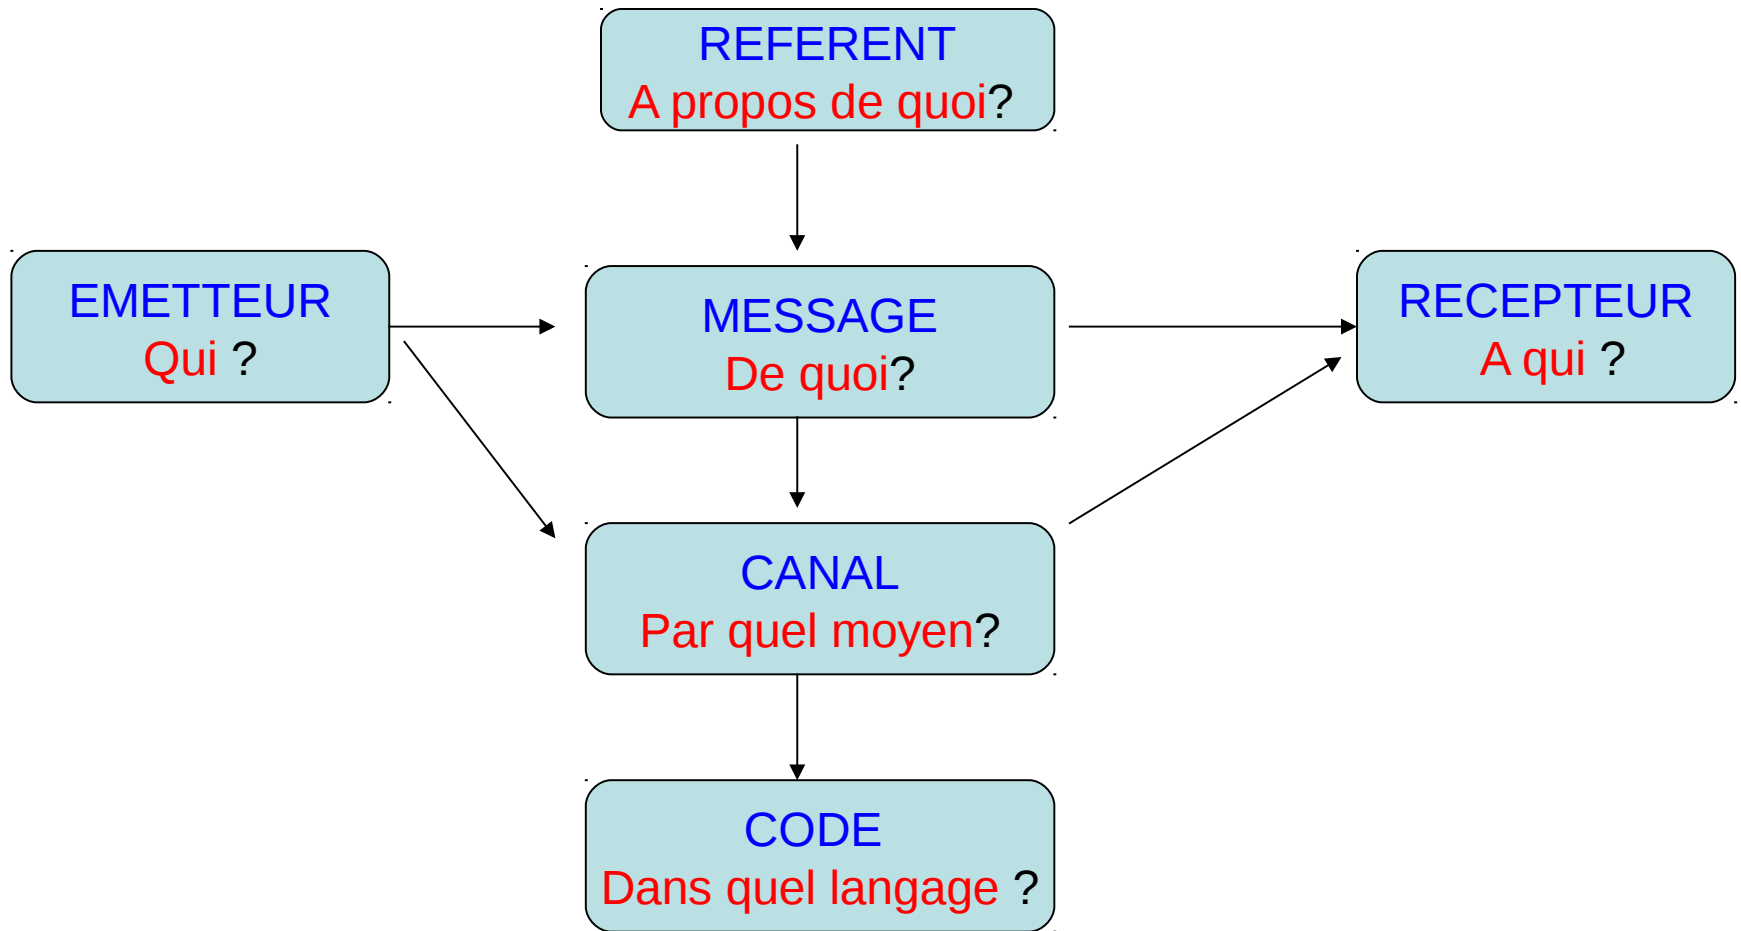 REFERENT
A propos de quoi?
EMETTEUR
Qui ?
MESSAGE
De quoi?
RECEPTEUR
A qui ?
CANAL
Par quel moyen?
CODE
Dans quel langage ?